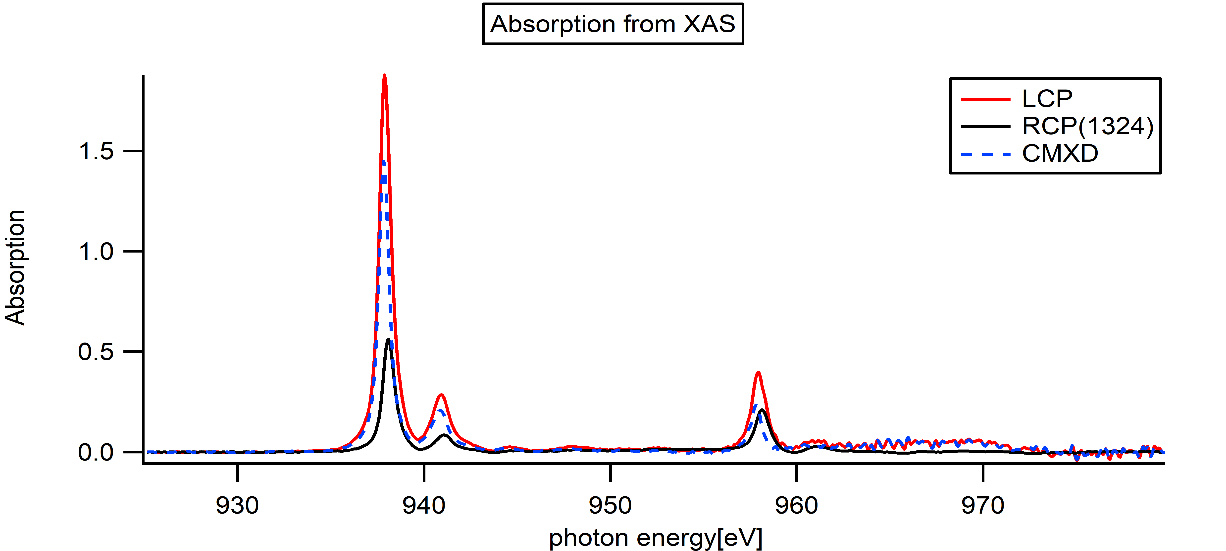 Absorption from XAS
LCP
RCP(1324)
CMXD
Absorption
1.5
1.0
0.5
0.0
930
940
950
960
970
photon energy[eV]